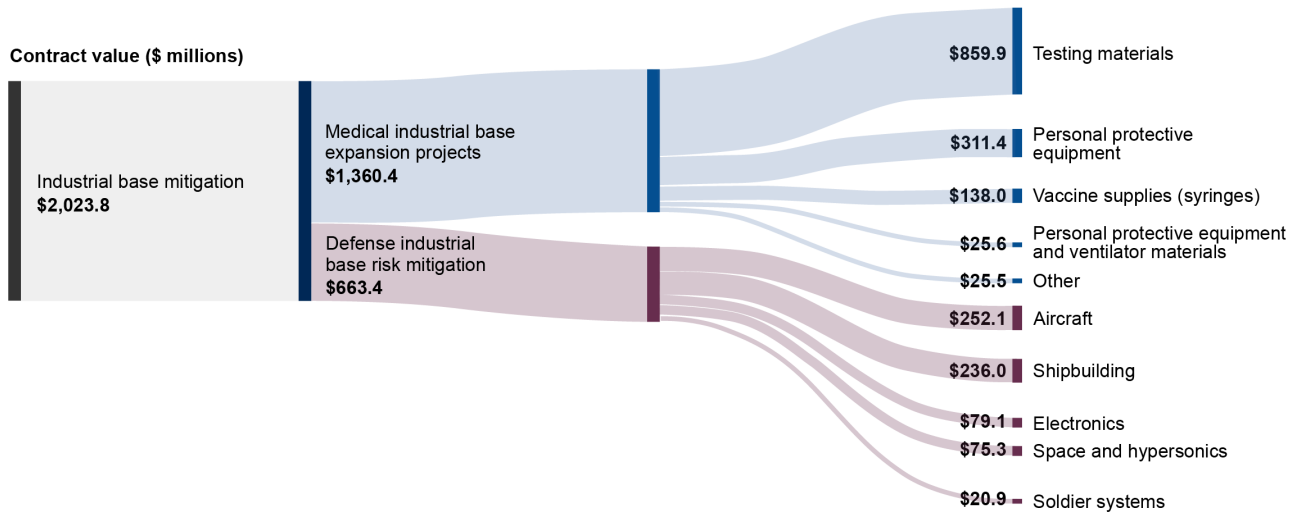 Contract value ($ millions)
Industrial base mitigation
$2,023.8
Medical industrial base
expansion projects
$1,360.4
Defense industrial
base risk mitigation
$663.4
$859.9 Testing materials
$311.4 Personal protective
equipment
$138.0 Vaccine supplies (syringes)
$25.6 Personal protective equipment
and ventilator materials
$25.5 Other
$252.1 Aircraft
$236.0 Shipbuilding
$79.1 Electronics
$75.3 Space and hypersonics
$20.9 Soldier systems